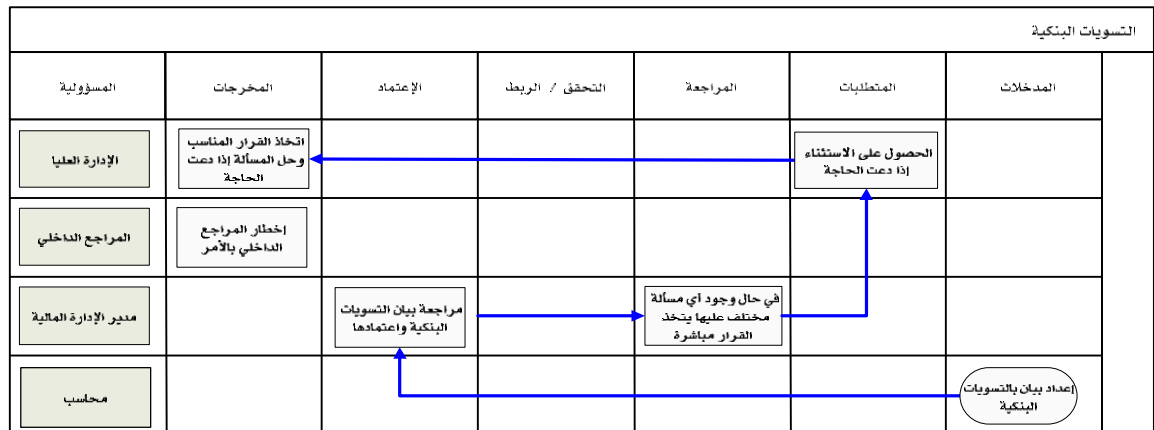 التسويات البنكية
المدخلات
المتطلبات
المراجعة
التحقق / الربط
الإعتماد
المخرجات
المسؤولية
الحصول على الاستثناء
إذا دعت الحاجة
اتخاذ القرار المناسب
وحل المسألة إذا دعت
الحاجة
الإدارة العليا
إخطار المراجع
الداخلي بالأمر
المراجع الداخلي
في حال وجود أي مسألة
مختلف عليها يتخذ
القرار مباشرة
مراجعة بيان التسويات
البنكية واعتمادها
مدير الإدارة المالية
إعداد بيان بالتسويات
البنكية
محاسب